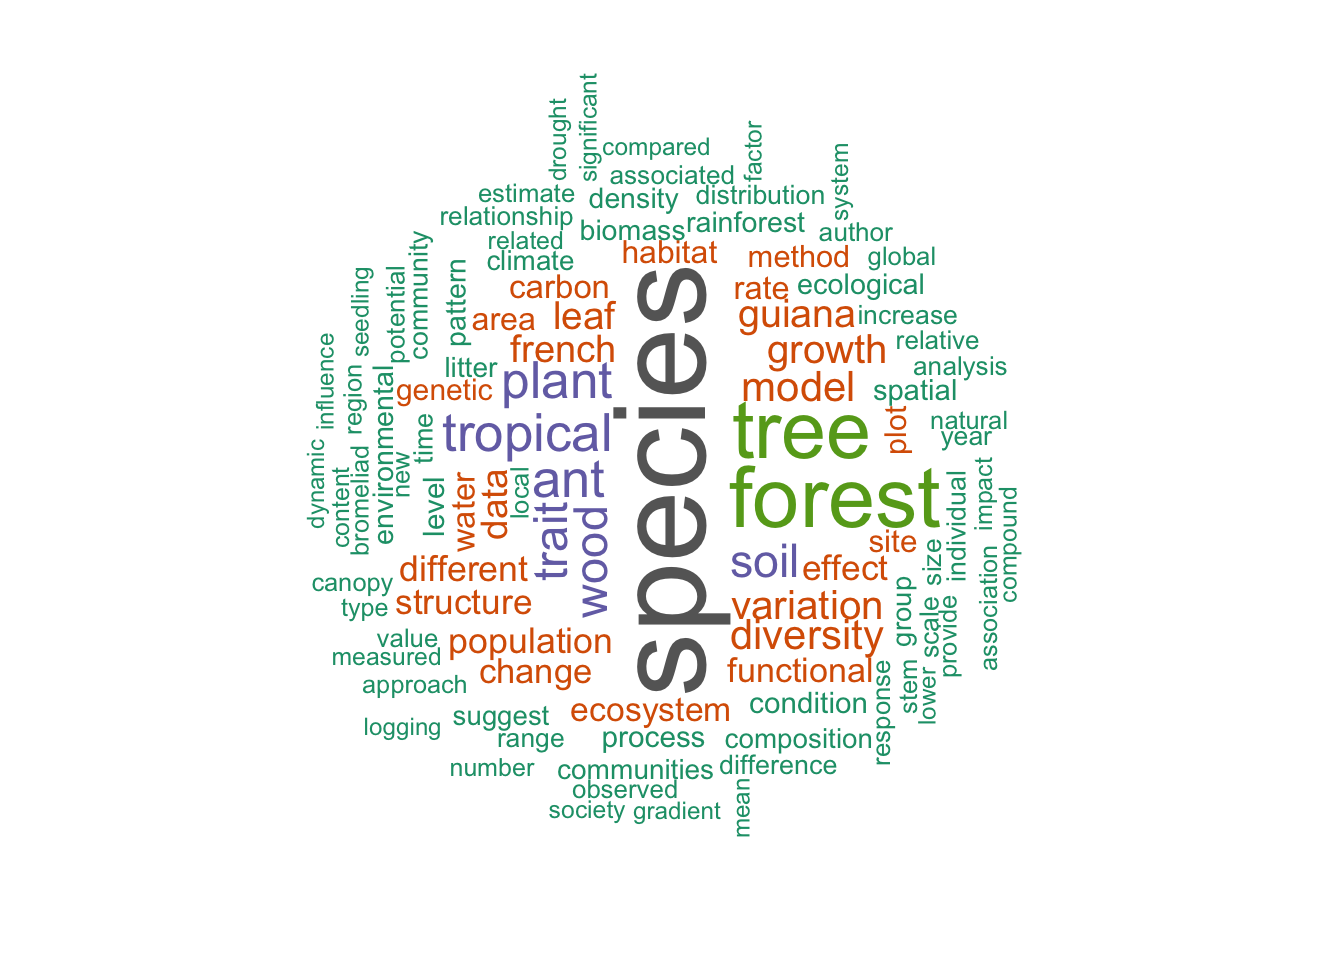 significant
drought
compared
factor
associated
system
estimate
density
distribution
relationship
biomass
rainforest
author
related
habitat
method
global
community
climate
pattern
potential
seedling
carbon
rate
ecological
area
leaf
guiana
increase
french
growth
relative
influence
litter
plant
analysis
region
environmental
genetic
model
spatial
species
tree
plot
natural
time
tropical
year
dynamic
content
bromeliad
new
level
water
data
local
ant
forest
individual
impact
compound
trait
wood
soil
site
effect
size
association
canopy
different
type
structure
variation
group
scale
provide
value
population
diversity
measured
change
functional
response
stem
lower
approach
ecosystem
condition
logging
suggest
range
process
composition
number
communities
difference
observed
society
gradient
mean